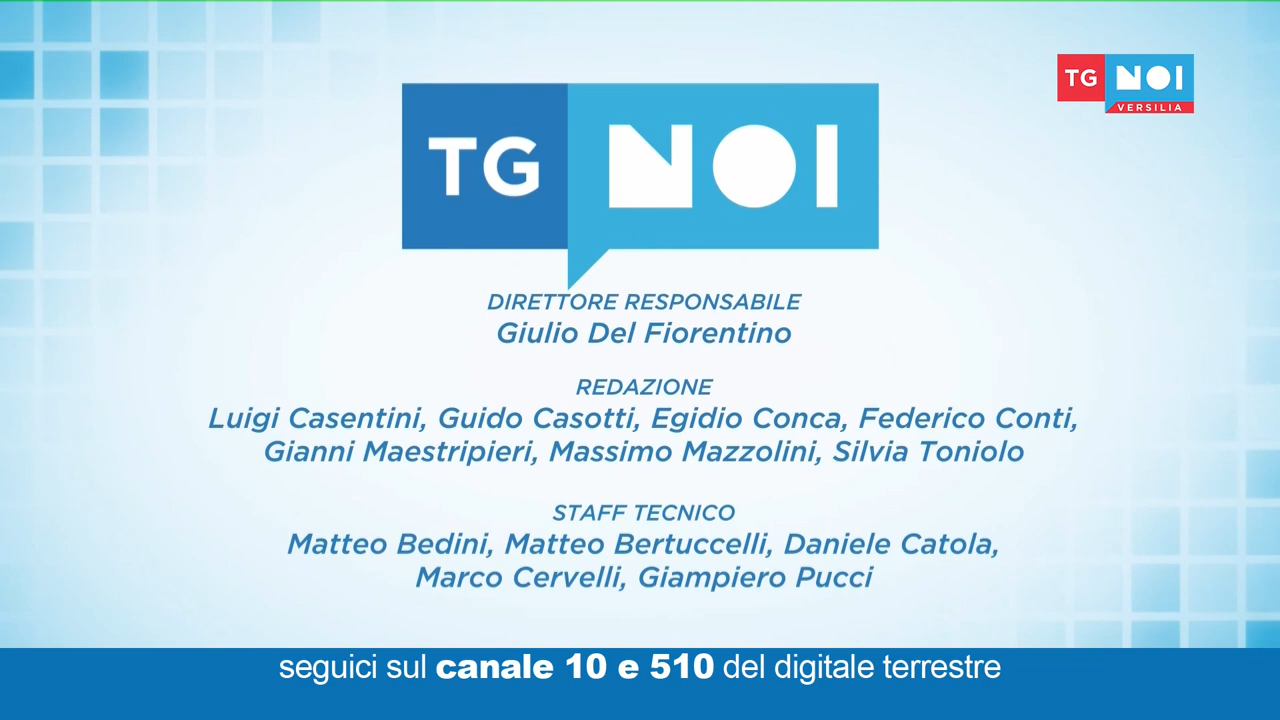 TG NOI
VERSILIA
TG NOI
DIRETTORE RESPONSABILE
Giulio Del Fiorentino
REDAZIONE
Luigi Casentini, Guido Casotti, Egidio Conca, Federico Conti,
Gianni Maestripieri, Massimo Mazzolini, Silvia Toniolo
STAFF TECNICO
Matteo Bedini, Matteo Bertuccelli, Daniele Catola,
Marco Cervelli, Giampiero Pucci
seguici sul canale 10 e 510 del digitale terrestre